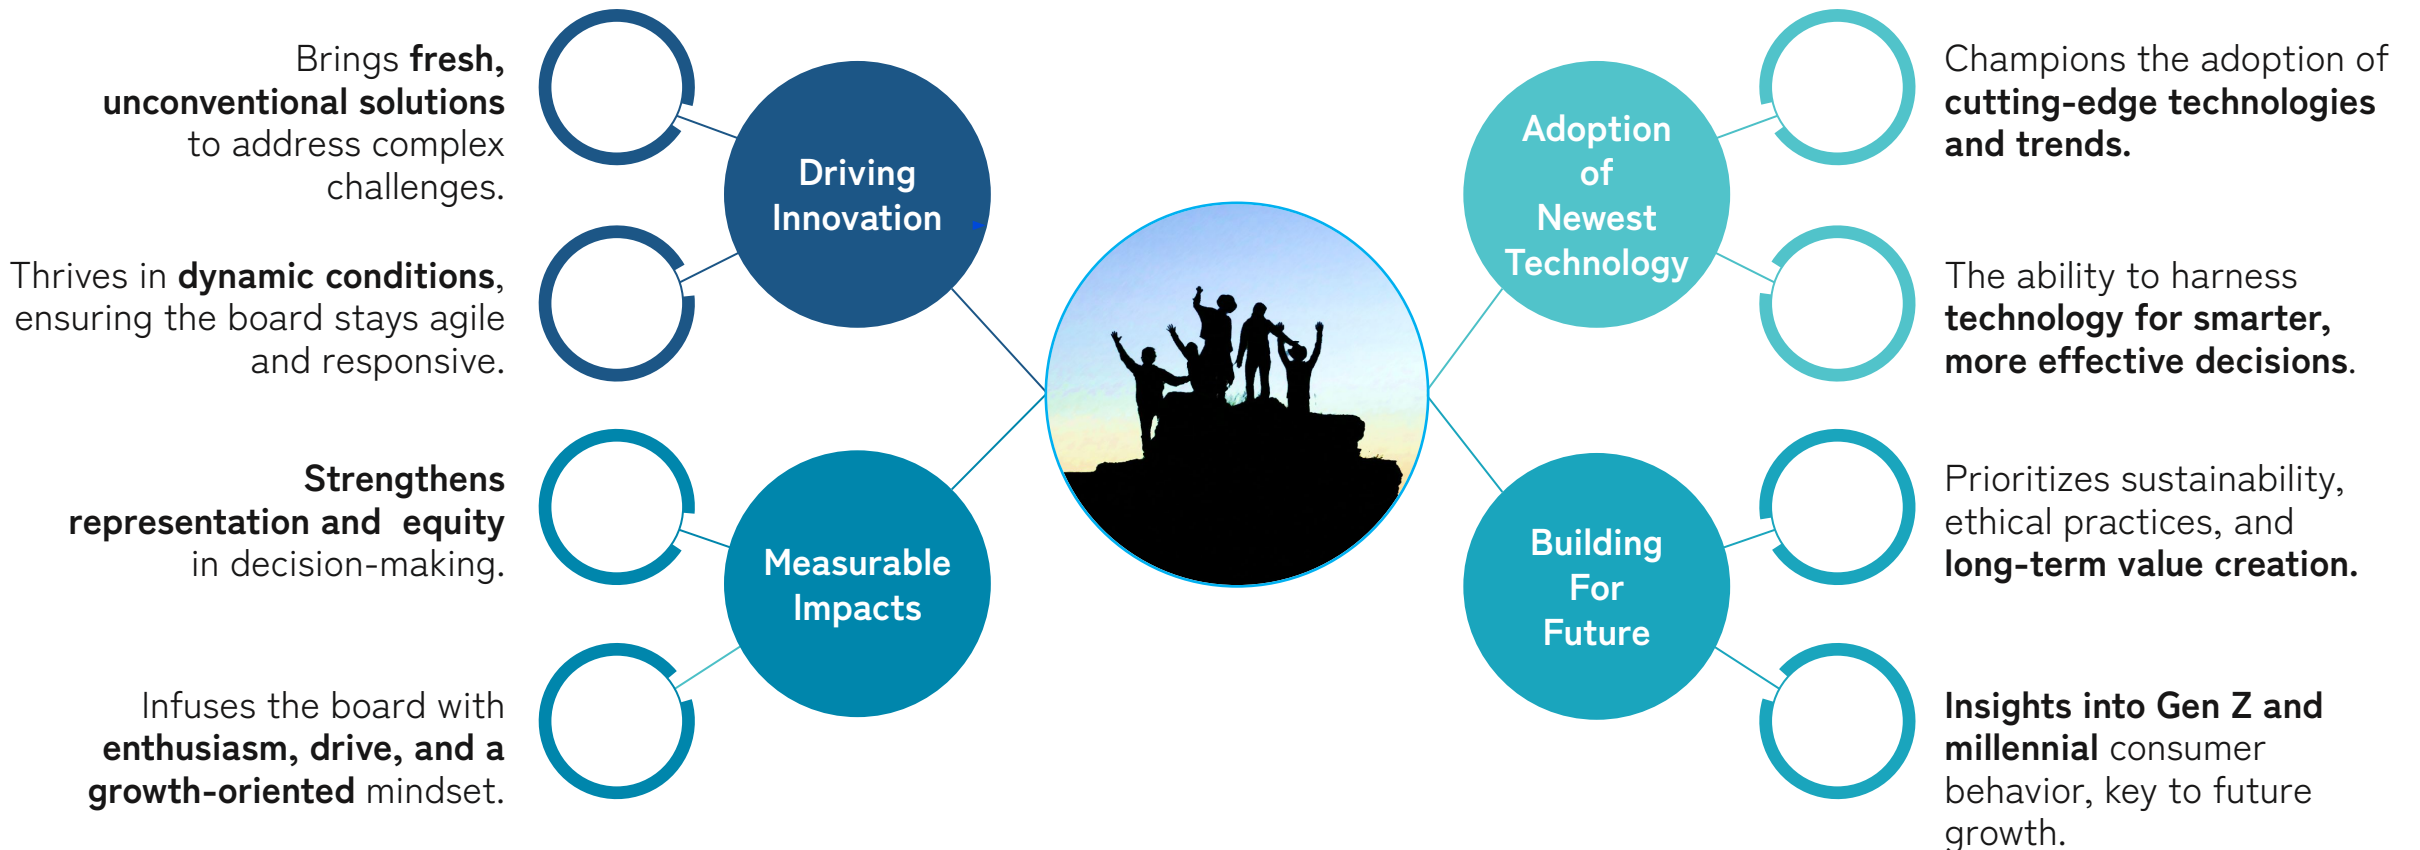 Brings fresh,
unconventional solutions
to address complex
challenges.
Thrives in dynamic conditions,
ensuring the board stays agile
and responsive.
Driving
Innovation
Strengthens
representation and  equity
in decision-making.
Infuses the board with
enthusiasm, drive, and a
growth-oriented mindset.
Measurable
Impacts
Adoption
of
Newest
Technology
Champions the adoption of
cutting-edge technologies
and trends.
The ability to harness
technology for smarter,
more effective decisions.
Building
For
Future
Prioritizes sustainability,
ethical practices, and
long-term value creation.
Insights into Gen Z and
millennial consumer
behavior, key to future
growth.